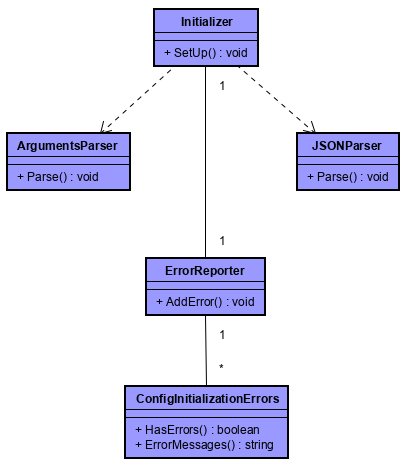 Initializer
+ SetUp() : void
1
ArgumentsParser
+ Parse() : void
JSONParser
+ Parse() : void
1
ErrorReporter
+ AddError() : void
1
*
ConfigInitializationErrors
+ HasErrors() : boolean
+ ErrorMessages() : string